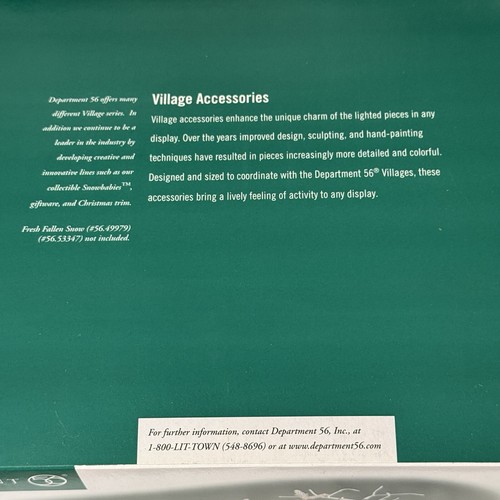 Department 56 offers many
different Village series. In
addition we continue to be a
leader in the industry by
developing creative and
innovative lines such as our
collectible Snowbabies™,
giftware, and Christmas trim.
Fresh Fallen Snow (#56.49979)
(#56.53347) not included.
Village Accessories
Village accessories enhance the unique charm of the lighted pieces in any
display. Over the years improved design, sculpting, and hand-painting
techniques have resulted in pieces increasingly more detailed and colorful.
Designed and sized to coordinate with the Department 56® Villages, these
accessories bring a lively feeling of activity to any display.
For further information, contact Department 56, Inc., at
1-800-LIT-TOWN (548-8696) or at www.department56.com
56